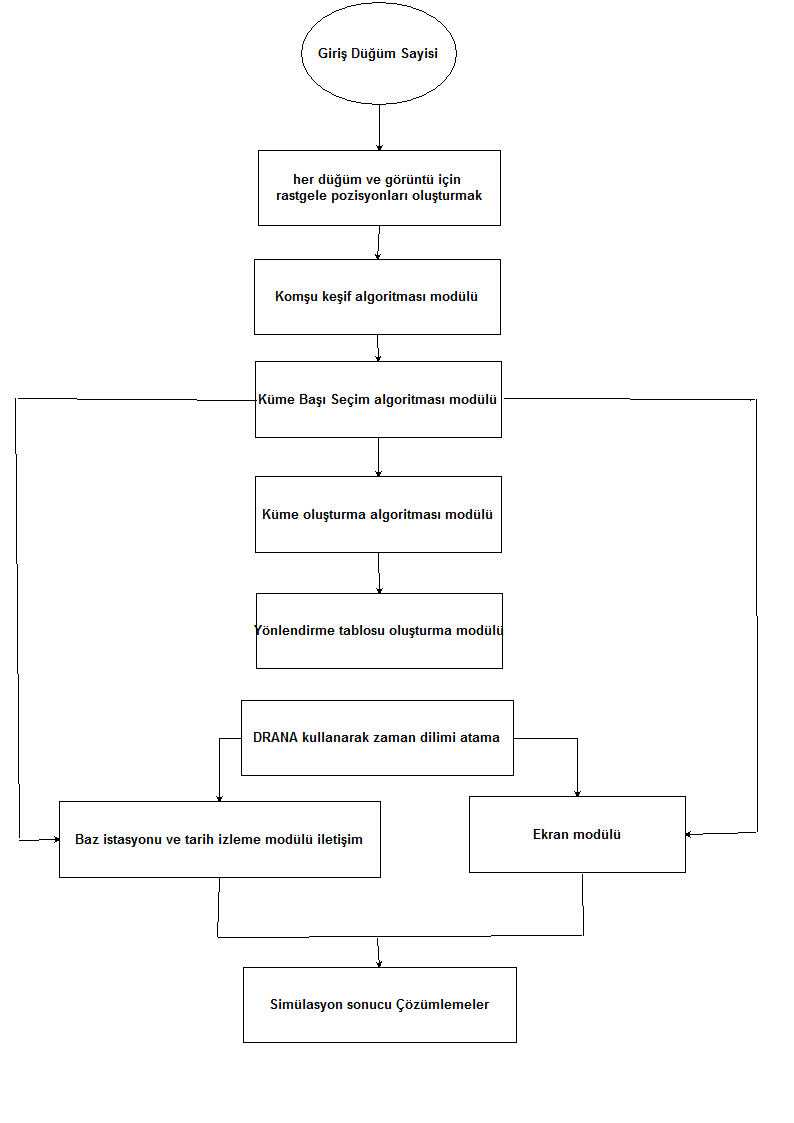 Giriş Düğüm Sayisi
her düğüm ve görüntü için
rastgele pozisyonları oluşturmak
Komşu keşif algoritması modülü
Küme Başı Seçim algoritması modülü
Küme oluşturma algoritması modülü
Yönlendirme tablosu oluşturma modülü
DRANA kullanarak zaman dilimi atama
Baz istasyonu ve tarih izleme modülü iletişim
Ekran modülü
Simülasyon sonucu Çözümlemeler